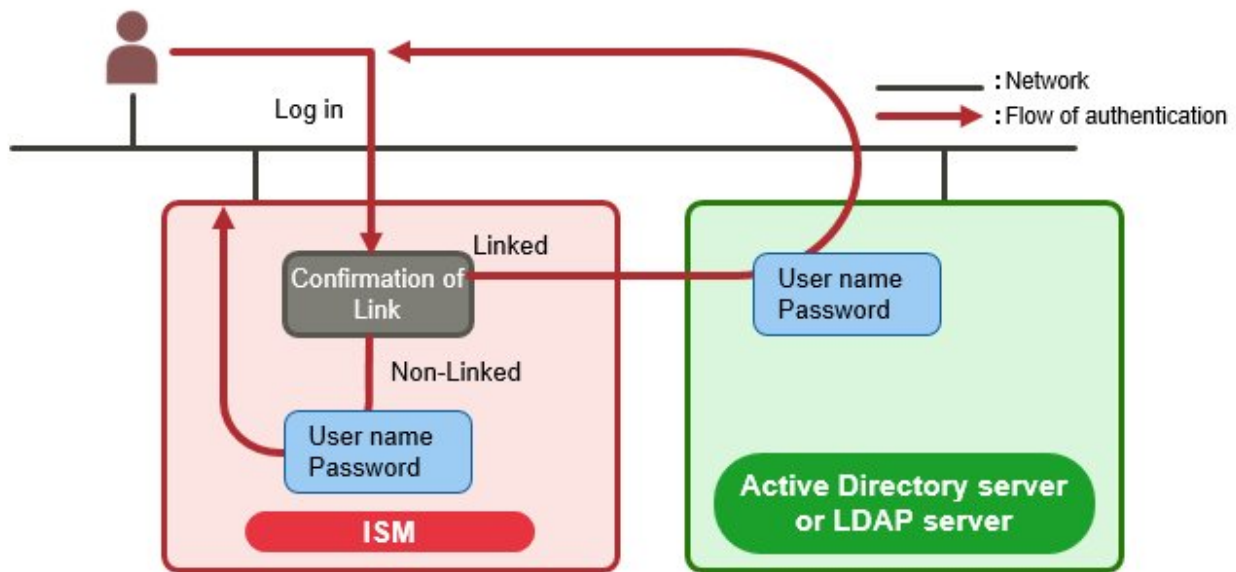 : Network
: Flow of authentication
Log in
Linked
Confirmation of
Link
Non-Linked
User name
Password
ISM
User name
Password
Active Directory server
or LDAP server